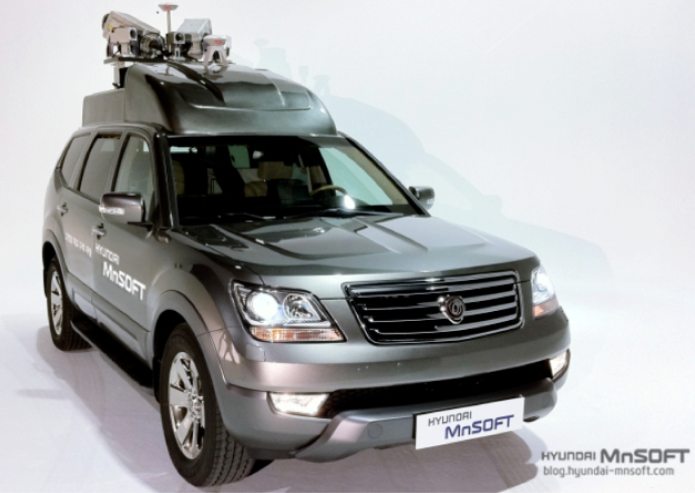 HYUNDAI
MnSOFT
HYUNDAI
MnSOFT
HYUNDAI MnSOFT
blog.hyundai-mnsoft.com